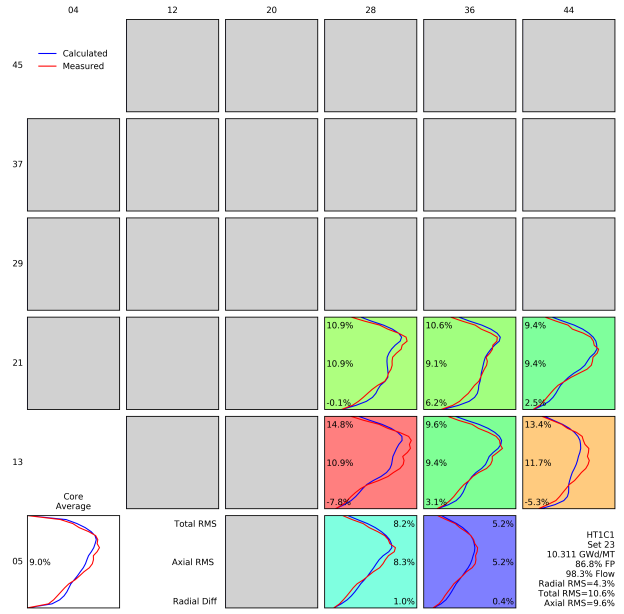 04 12 20 28 36 44
45
Calculated
Measured
37
29
21
10.9% 10.6% 9.4%
10.9% 9.1% 9.4%
-0.1% 6.2% 2.5%
13
14.8% 9.6% 13.4%
10.9% 9.4% 11.7%
-7.8% 3.1% -5.3%
Core
Average
05
9.0%
Total RMS 8.2% 5.2%
Axial RMS 8.3% 5.2%
Radial Diff 1.0% 0.4%
HT1C1
Set 23
10.311 GWd/MT
86.8% FP
98.3% Flow
Radial RMS=4.3%
Total RMS=10.6%
Axial RMS=9.6%